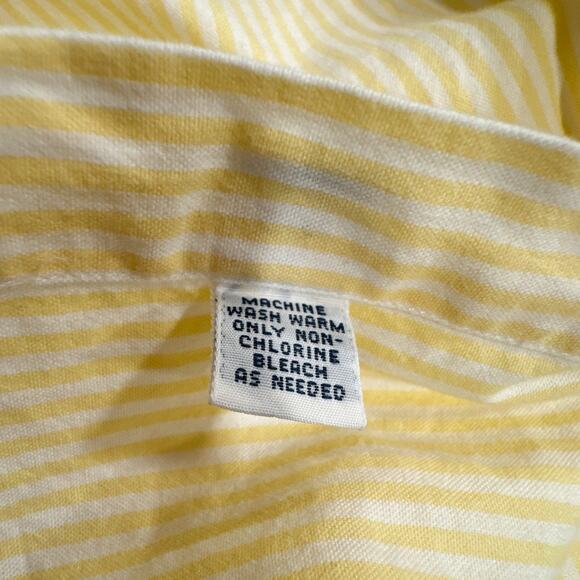 MACHINE
WASH WARM
ONLY NON-
CHLORINE
BLEACH
AS NEEDED